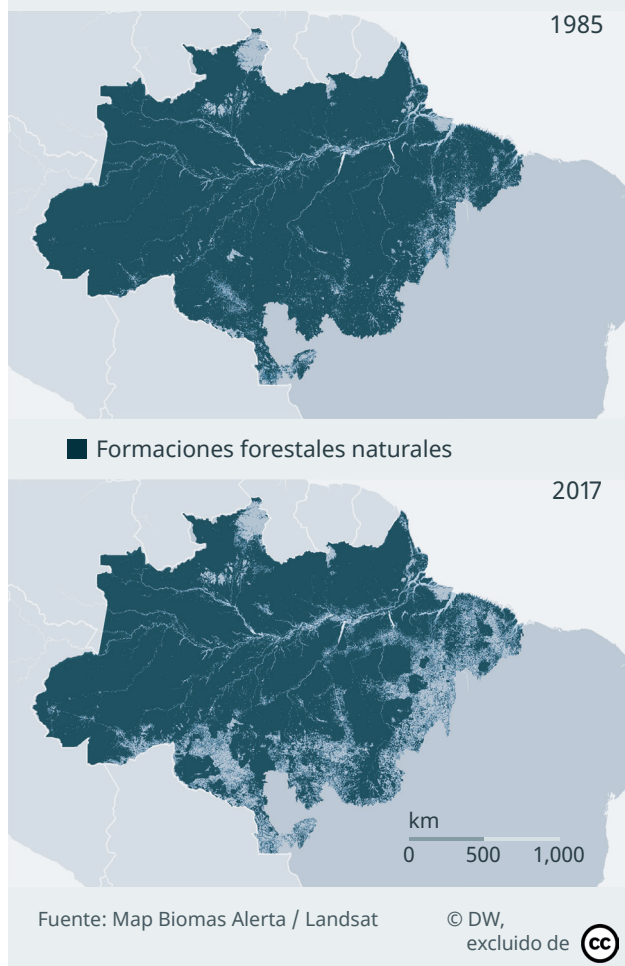 1985
Formaciones forestales naturales
2017
km
0 500 1,000
Fuente: Map Biomas Alerta / Landsat
© DW,
excluido de cc